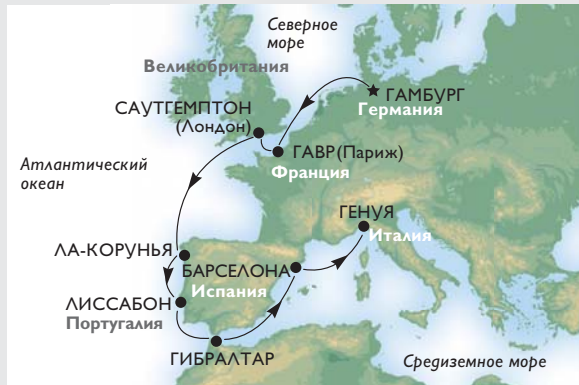 Северное
море
Великобритания
ГАМБУРГ
Германия
САУТГЕМПТОН
(Лондон)
ГАВР (Париж)
Франция
Атлантический
океан
ГЕНУЯ
Италия
ЛА-КОРУНЬЯ
БАРСЕЛОНА
Испания
ЛИССАБОН
Португалия
ГИБРАЛТАР
Средиземное море